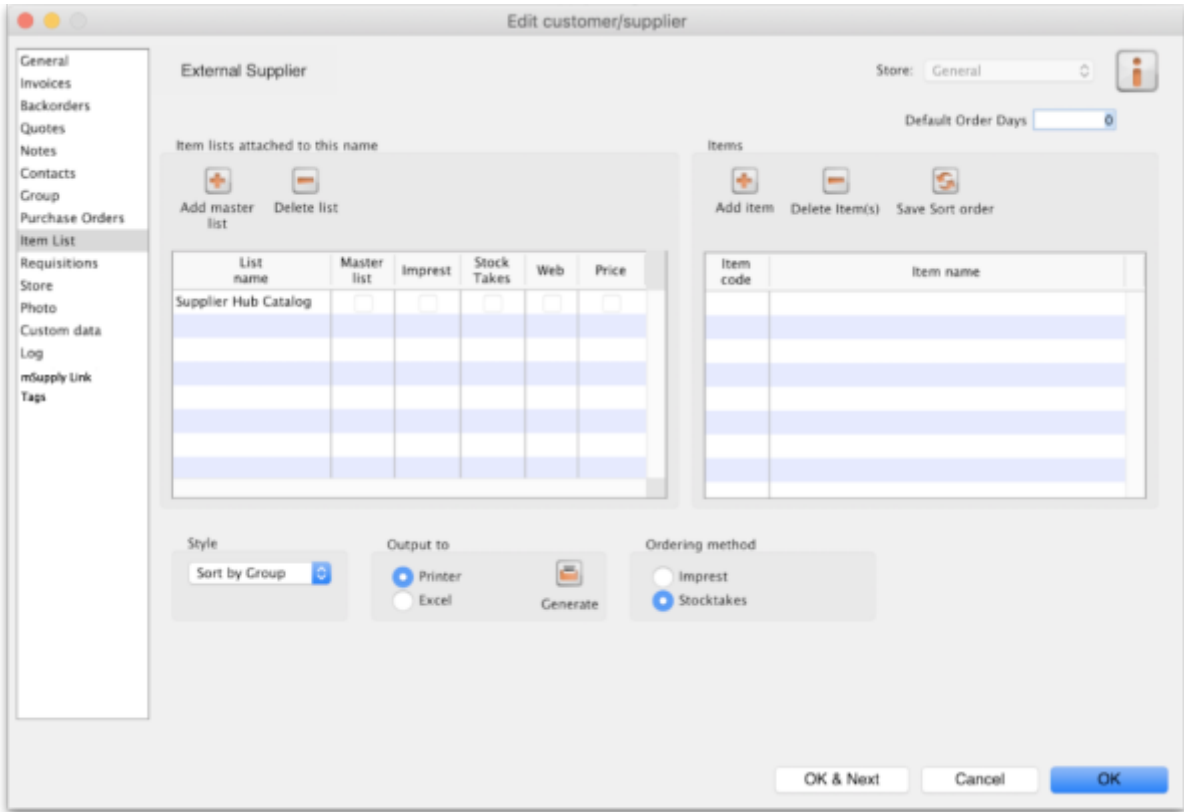 Edit customer/supplier
General
Invoices
Backorders
Quotes
Notes
Contacts
Group
Purchase Orders
Item List
Requisitions
Store
Photo
Custom data
Log
mSupply Link
Tags
External Supplier
Store: General
Default Order Days 0
Item lists attached to this name
Add master
list
Delete list
List
name
Master
list
Imprest
Stock
Takes
Web
Price
Supplier Hub Catalog
Items
Add item
Delete Item(s)
Save Sort order
Item
code
Item name
Style
Sort by Group
Output to
Printer
Excel
Generate
Ordering method
Imprest
Stocktakes
OK & Next
Cancel
OK